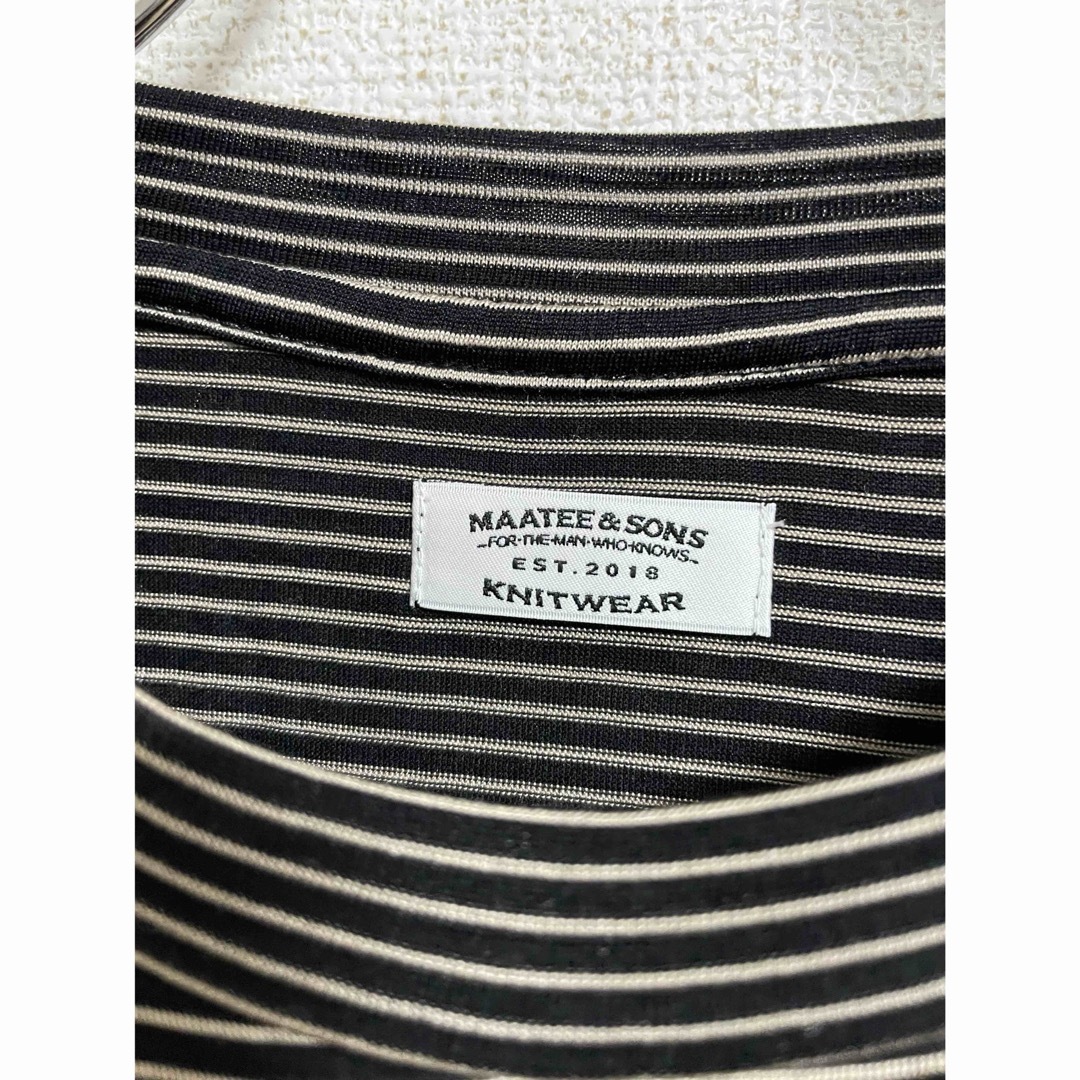 MAATEE & SONS
~FOR·THE·MAN·WHO·KNOWS~
EST. 2018
KNITWEAR